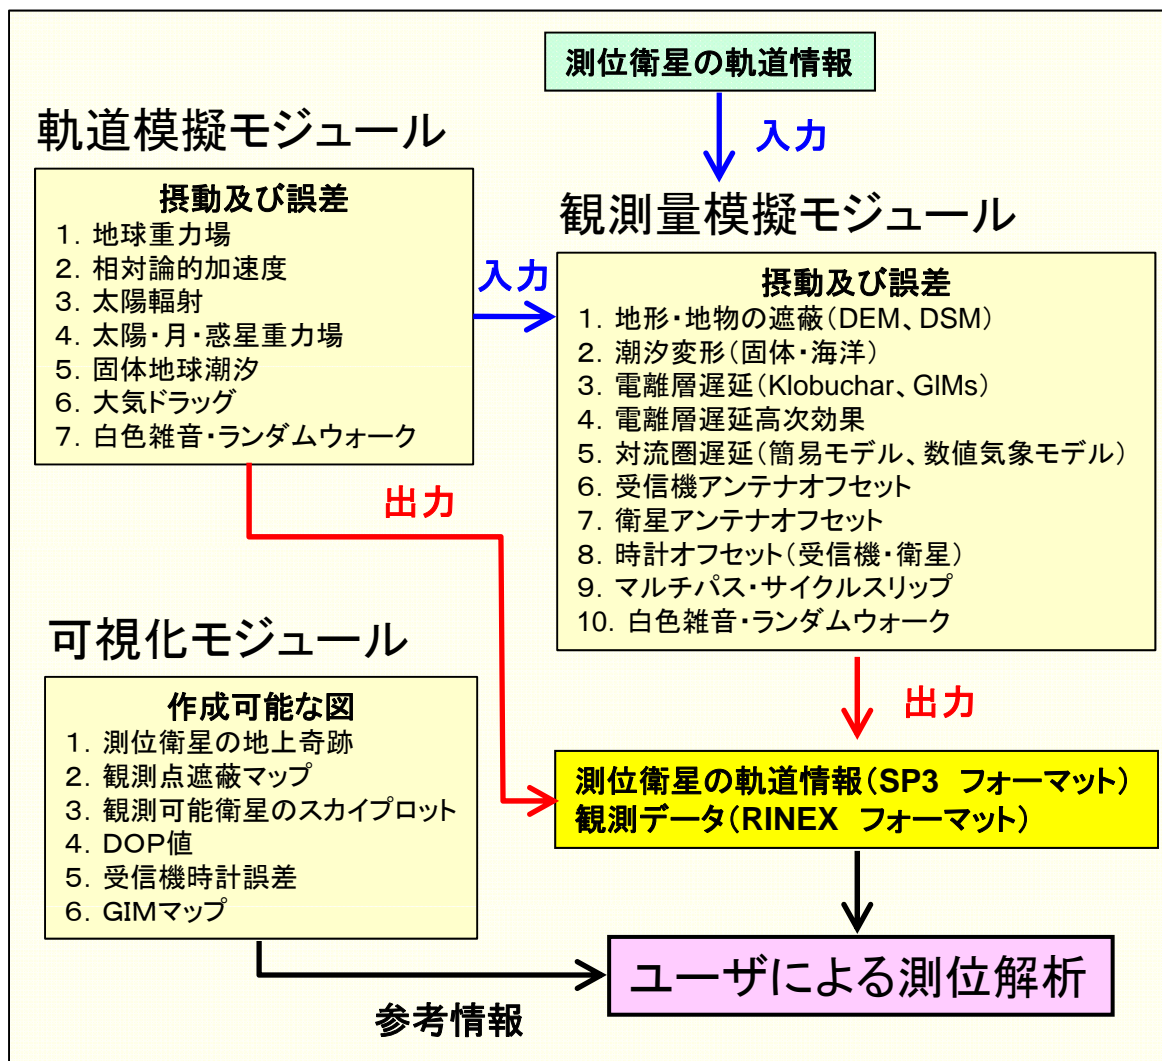 測位衛星の軌道情報
入力
軌道模擬モジュール
摂動及び誤差
1. 地球重力場
2. 相対論的加速度
3. 太陽輻射
4. 太陽・月・惑星重力場
5. 固体地球潮汐
6. 大気ドラッグ
7. 白色雑音・ランダムウォーク
入力
出力
観測量模擬モジュール
摂動及び誤差
1. 地形・地物の遮蔽(DEM、DSM)
2. 潮汐変形(固体・海洋)
3. 電離層遅延(Klobuchar、GIMs)
4. 電離層遅延高次効果
5. 対流圏遅延(簡易モデル、数値気象モデル)
6. 受信機アンテナオフセット
7. 衛星アンテナオフセット
8. 時計オフセット(受信機・衛星)
9. マルチパス・サイクルスリップ
10. 白色雑音・ランダムウォーク
出力
可視化モジュール
作成可能な図
1. 測位衛星の地上奇跡
2. 観測点遮蔽マップ
3. 観測可能衛星のスカイプロット
4. DOP値
5. 受信機時計誤差
6. GIMマップ
測位衛星の軌道情報(SP3 フォーマット)
観測データ(RINEX フォーマット)
ユーザによる測位解析
参考情報